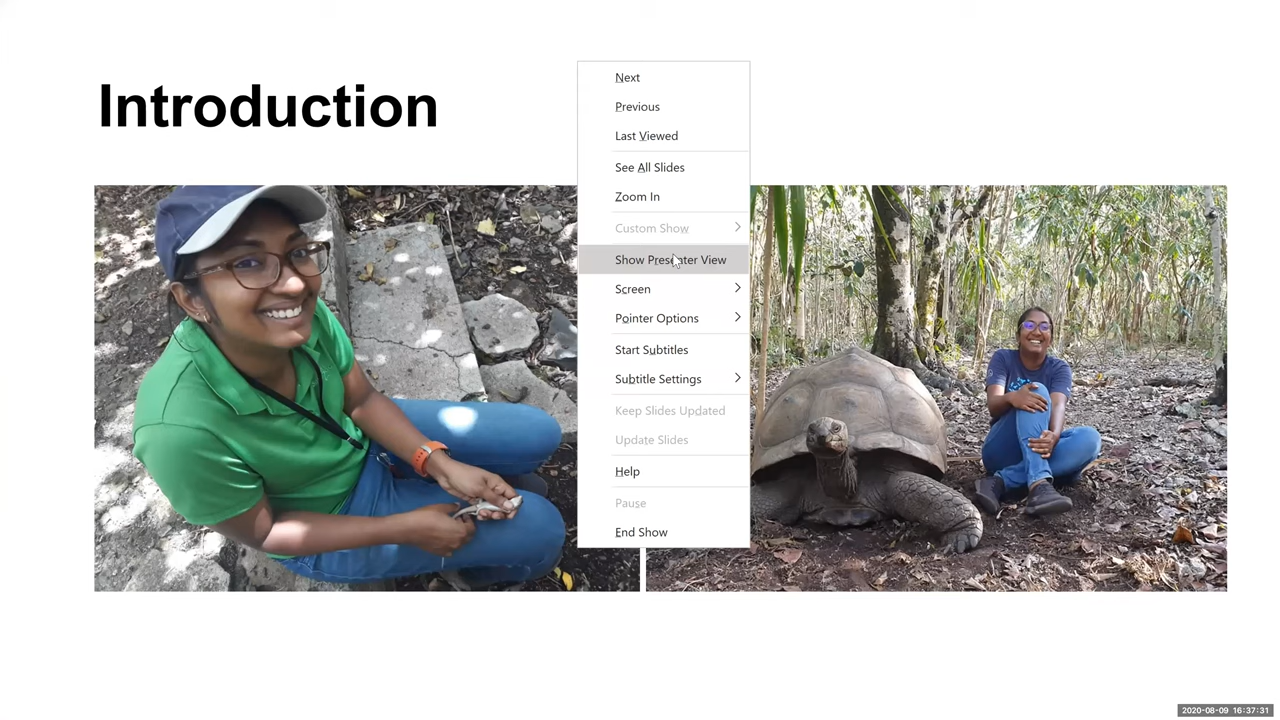 Introduction
Next
Previous
Last Viewed
See All Slides
Zoom In
Custom Show
Show Presenter View
Screen
Pointer Options
Start Subtitles
Subtitle Settings
Keep Slides Updated
Update Slides
Help
Pause
End Show
2020-08-09 16:37:31